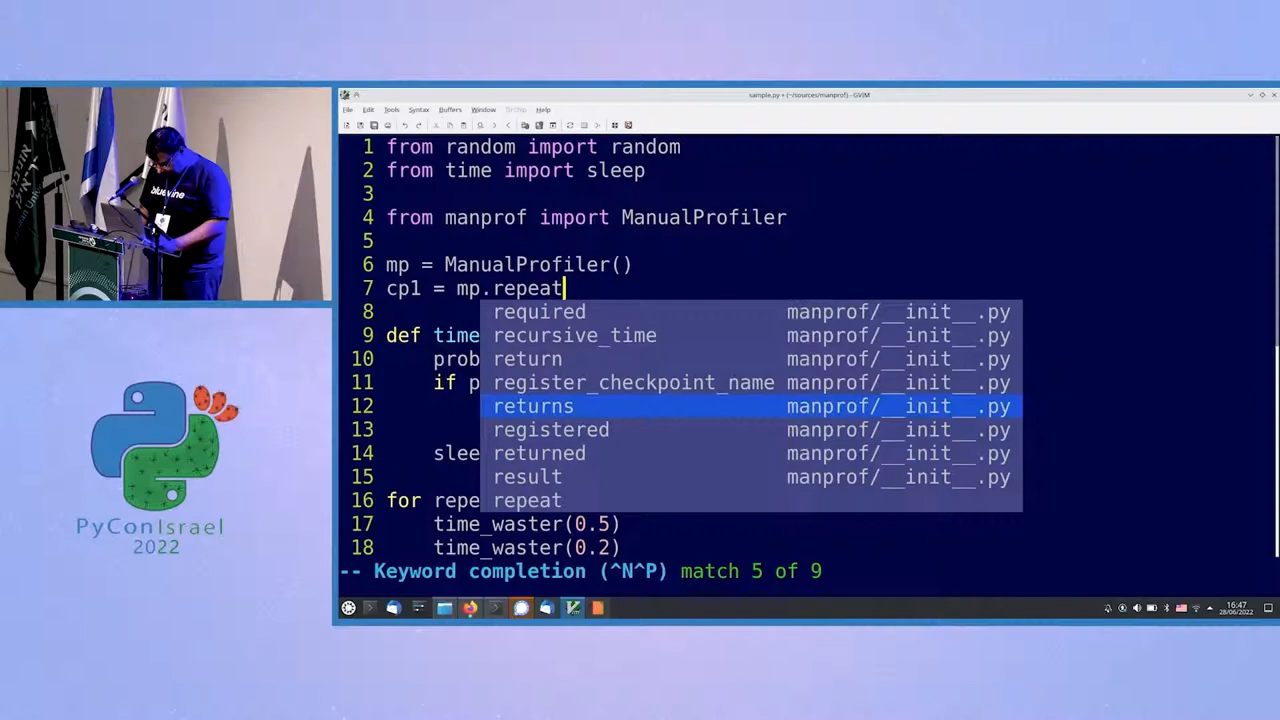 sample.py + (~/sources/manprof) - GVIM
File Edit Tools Syntax Buffers Window DrChip Help
1 from random import random
2 from time import sleep
3
4 from manprof import ManualProfiler
5
6 mp = ManualProfiler()
7 cp1 = mp.repeat
8 required manprof/__init__.py
9 def time recursive_time manprof/__init__.py
10 prob return manprof/__init__.py
11 if p register_checkpoint_name manprof/__init__.py
12 returns manprof/__init__.py
13 registered manprof/__init__.py
14 slee returned manprof/__init__.py
15 result manprof/__init__.py
16 for repe repeat
17 time_waster(0.5)
18 time_waster(0.2)
-- Keyword completion (^N^P) match 5 of 9
16:47
28/06/2022
bluevine
PyConIsrael
2022